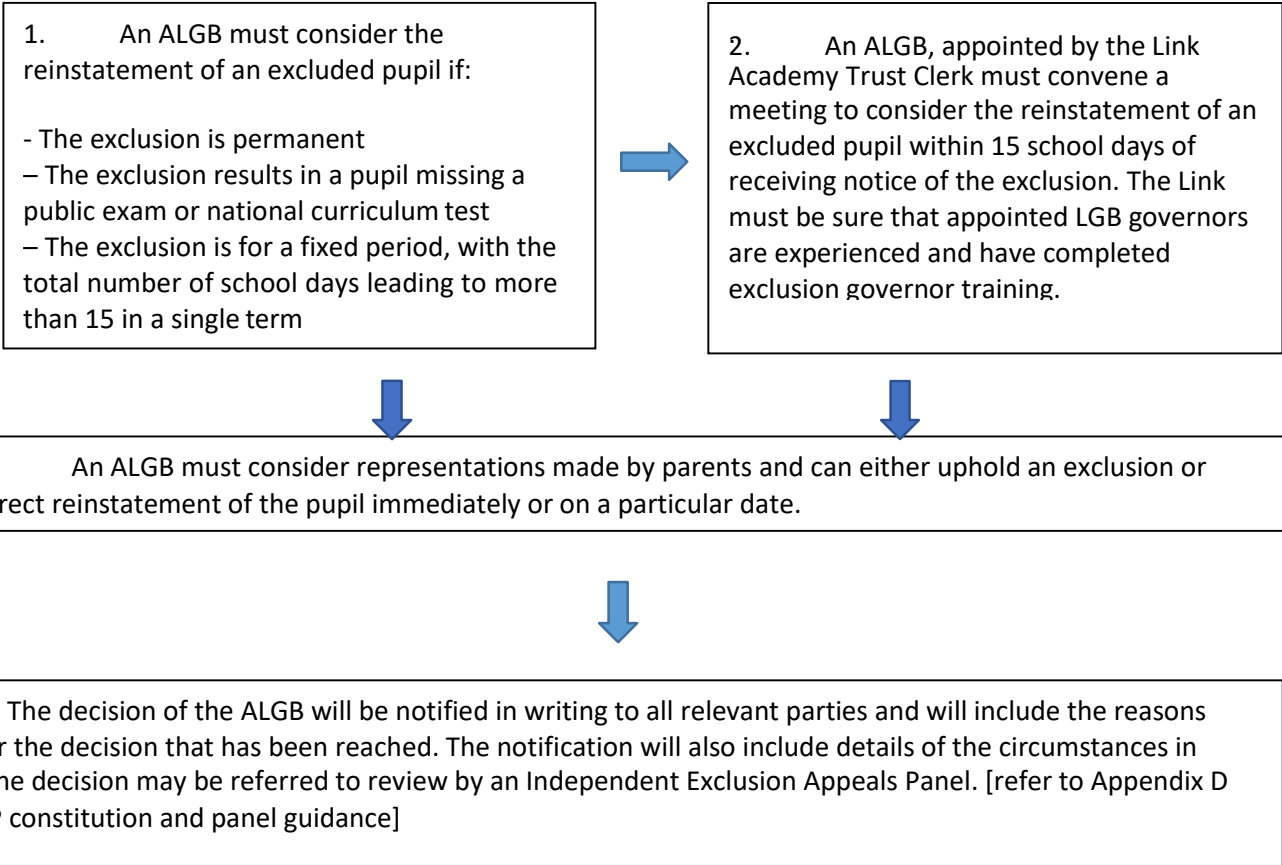 1. An ALGB must consider the
reinstatement of an excluded pupil if:
- The exclusion is permanent
– The exclusion results in a pupil missing a
public exam or national curriculum test
– The exclusion is for a fixed period, with the
total number of school days leading to more
than 15 in a single term
2. An ALGB, appointed by the Link
Academy Trust Clerk must convene a
meeting to consider the reinstatement of an
excluded pupil within 15 school days of
receiving notice of the exclusion. The Link
must be sure that appointed LGB governors
are experienced and have completed
exclusion governor training.
An ALGB must consider representations made by parents and can either uphold an exclusion or
rect reinstatement of the pupil immediately or on a particular date.
The decision of the ALGB will be notified in writing to all relevant parties and will include the reasons
r the decision that has been reached. The notification will also include details of the circumstances in
he decision may be referred to review by an Independent Exclusion Appeals Panel. [refer to Appendix D
constitution and panel guidance]